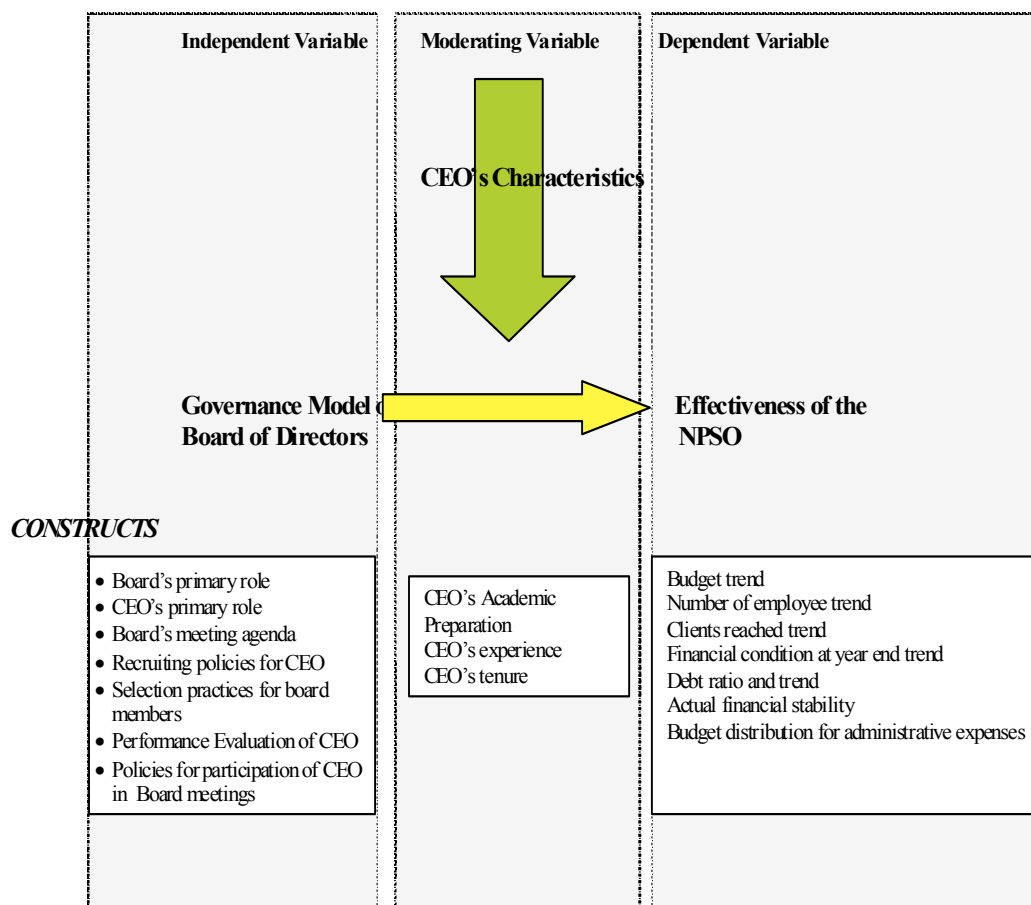 Independent Variable
Moderating Variable
Dependent Variable
CEO's Characteristics
Governance Model
Board of Directors
Effectiveness of the
NPSO
CONSTRUCTS
• Board's primary role
• CEO's primary role
• Board's meeting agenda
• Recruiting policies for CEO
• Selection practices for board
members
• Performance Evaluation of CEO
• Policies for participation of CEO
in Board meetings
CEO's Academic
Preparation
CEO's experience
CEO's tenure
Budget trend
Number of employee trend
Clients reached trend
Financial condition at year end trend
Debt ratio and trend
Actual financial stability
Budget distribution for administrative expenses